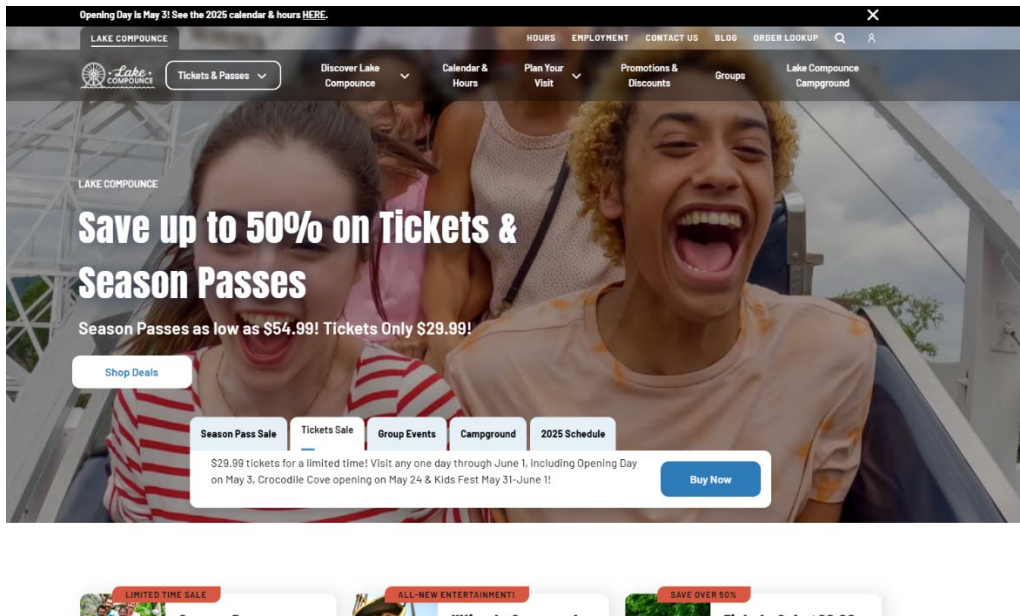 Opening Day is May 3! See the 2025 calendar & hours HERE.
LAKE COMPOUNCE
HOURS EMPLOYMENT CONTACT US BLOG ORDER LOOKUP
Lake
COMPOUNCE
Tickets & Passes
Discover Lake
Compounce
Calendar &
Hours
Plan Your
Visit
Promotions &
Discounts
Groups
Lake Compounce
Campground
LAKE COMPOUNCE
Save up to 50% on Tickets &
Season Passes
Season Passes as low as $54.99! Tickets Only $29.99!
Shop Deals
Season Pass Sale
Tickets Sale
Group Events
Campground
2025 Schedule
$29.99 tickets for a limited time! Visit any one day through June 1, including Opening Day
on May 3, Crocodile Cove opening on May 24 & Kids Fest May 31-June 1!
Buy Now
LIMITED TIME SALE
ALL-NEW ENTERTAINMENT!
SAVE OVER 50%